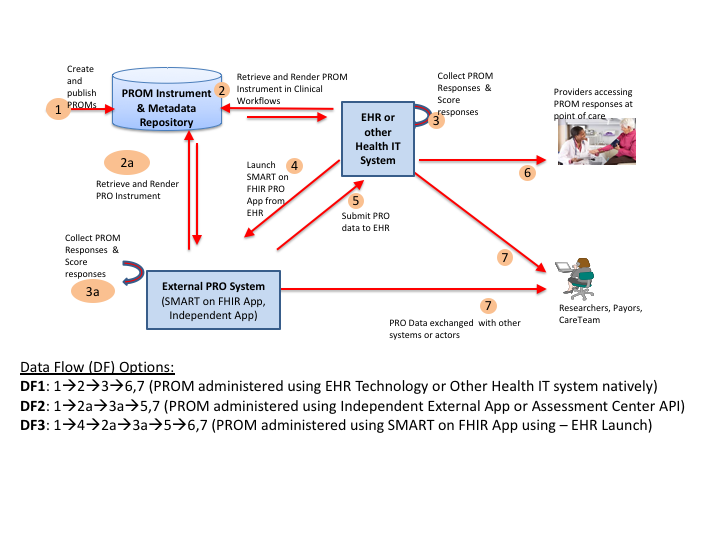 Create
and
publish
PROMs
1
PROM Instrument
& Metadata
Repository
2
Retrieve and Render PROM
Instrument in Clinical
Workflows
EHR or
other
Health IT
System
Collect PROM
Responses &
Score
responses
3
Providers accessing
PROM responses at
point of care
6
2a
Retrieve and Render
PRO Instrument
Launch
SMART on
FHIR PRO
App from
EHR
4
5
Submit PRO
data to EHR
Collect PROM
Responses &
Score
responses
3a
External PRO System
(SMART on FHIR App,
Independent App)
7
7
PRO Data exchanged with other
systems or actors
Researchers, Payors,
CareTeam
Data Flow (DF) Options:
DF1: 1→2→3→6,7 (PROM administered using EHR Technology or Other Health IT system natively)
DF2: 1→2a→3a→5,7 (PROM administered using Independent External App or Assessment Center API)
DF3: 1→4→2a→3a→5→6,7 (PROM administered using SMART on FHIR App using – EHR Launch)